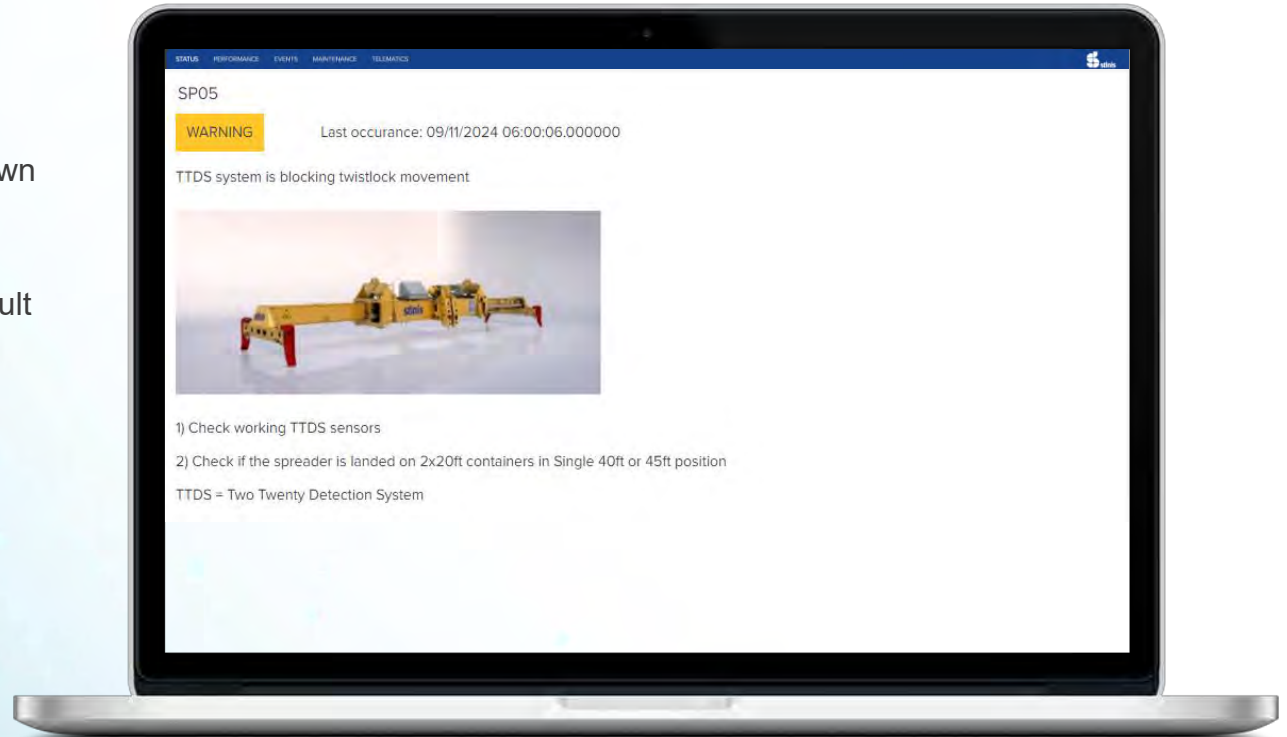 wn
ult
STATUS PERFORMANCE EVENTS MAINTENANCE TELEMATICS
stinis
SP05
WARNING Last occurance: 09/11/2024 06:00:06.000000
TTDS system is blocking twistlock movement
stinis
1) Check working TTDS sensors
2) Check if the spreader is landed on 2x20ft containers in Single 40ft or 45ft position
TTDS = Two Twenty Detection System